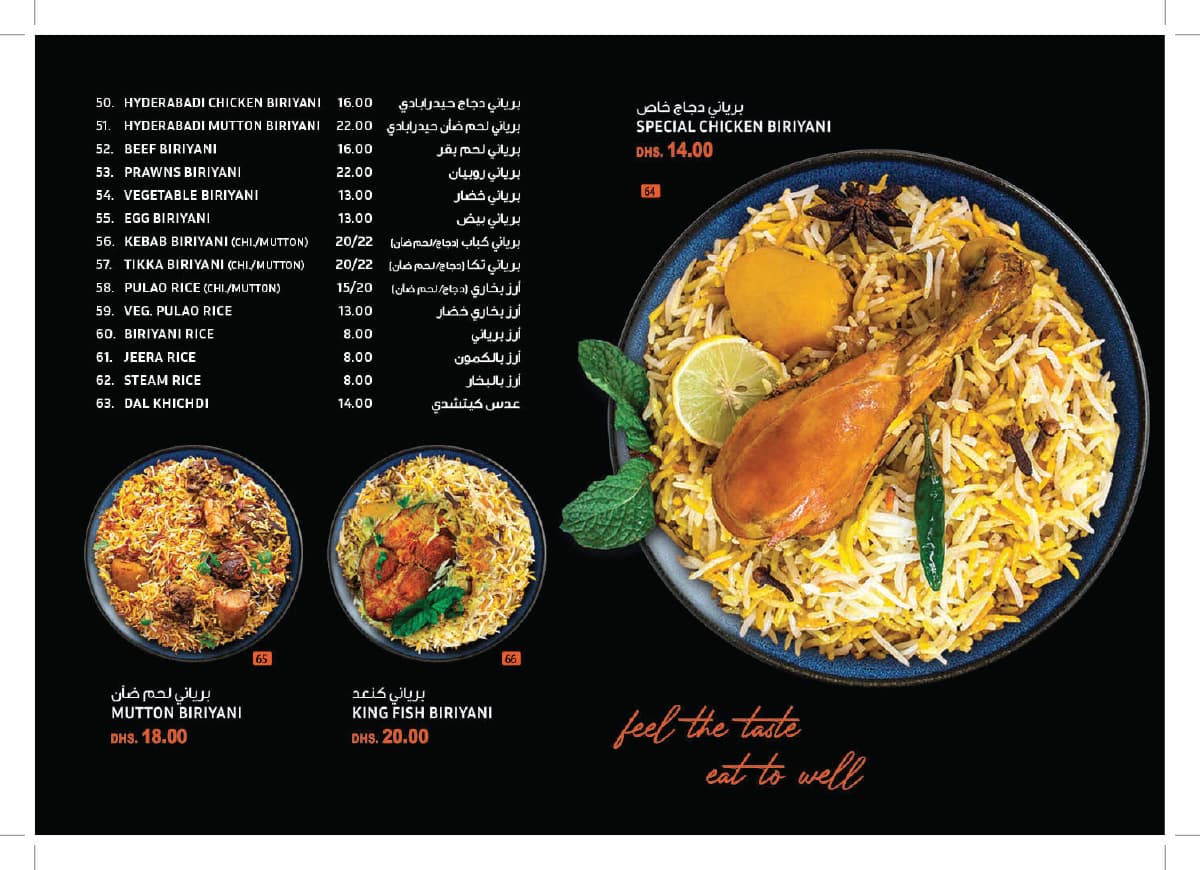 50. HYDERABADI CHICKEN BIRIYANI 16.00 برياني دجاج حيدرابادي
51. HYDERABADI MUTTON BIRIYANI 22.00 برياني لحم ضأن حيدرابادي
52. BEEF BIRIYANI 16.00 برياني لحم بقر
53. PRAWNS BIRIYANI 22.00 برياني روبيان
54. VEGETABLE BIRIYANI 13.00 برياني خضار
55. EGG BIRIYANI 13.00 برياني بيض
56. KEBAB BIRIYANI (CHI./MUTTON) 20/22 برياني كباب (دجاج/لحم ضأن)
57. TIKKA BIRIYANI (CHI./MUTTON) 20/22 برياني تكا (دجاج/لحم ضأن)
58. PULAO RICE (CHI./MUTTON) 15/20 أرز بخاري (دجاج/لحم ضأن)
59. VEG. PULAO RICE 13.00 أرز بخاري خضار
60. BIRIYANI RICE 8.00 أرز برياني
61. JEERA RICE 8.00 أرز بالكمون
62. STEAM RICE 8.00 أرز بالبخار
63. DAL KHICHDI 14.00 عدس كيتشدي
65
برياني لحم ضأن
MUTTON BIRIYANI
DHS. 18.00
66
برياني كنعد
KING FISH BIRIYANI
DHS. 20.00
برياني دجاج خاص
SPECIAL CHICKEN BIRIYANI
DHS. 14.00
64
feel the taste
eat to well